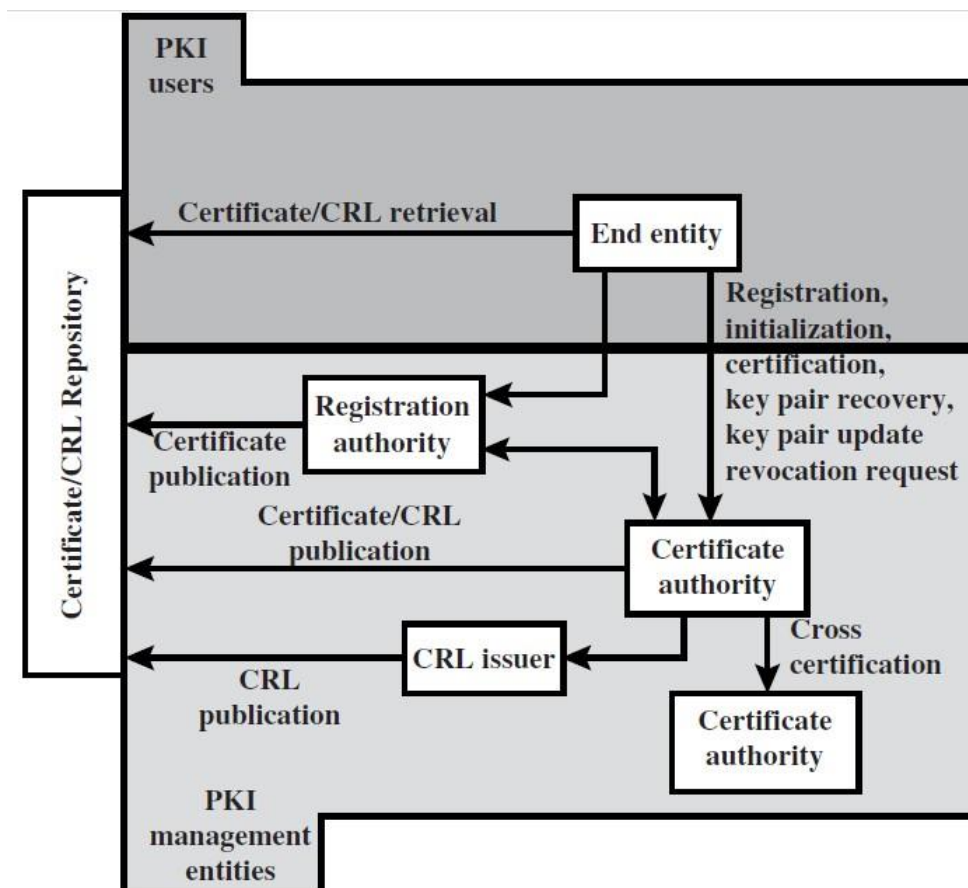 PKI
users
Certificate/CRL retrieval
End entity
Certificate/CRL Repository
Registration,
initialization,
certification,
key pair recovery,
key pair update
revocation request
Registration
authority
Certificate
publication
Certificate/CRL
publication
Certificate
authority
CRL issuer
CRL
publication
Cross
certification
Certificate
authority
PKI
management
entities